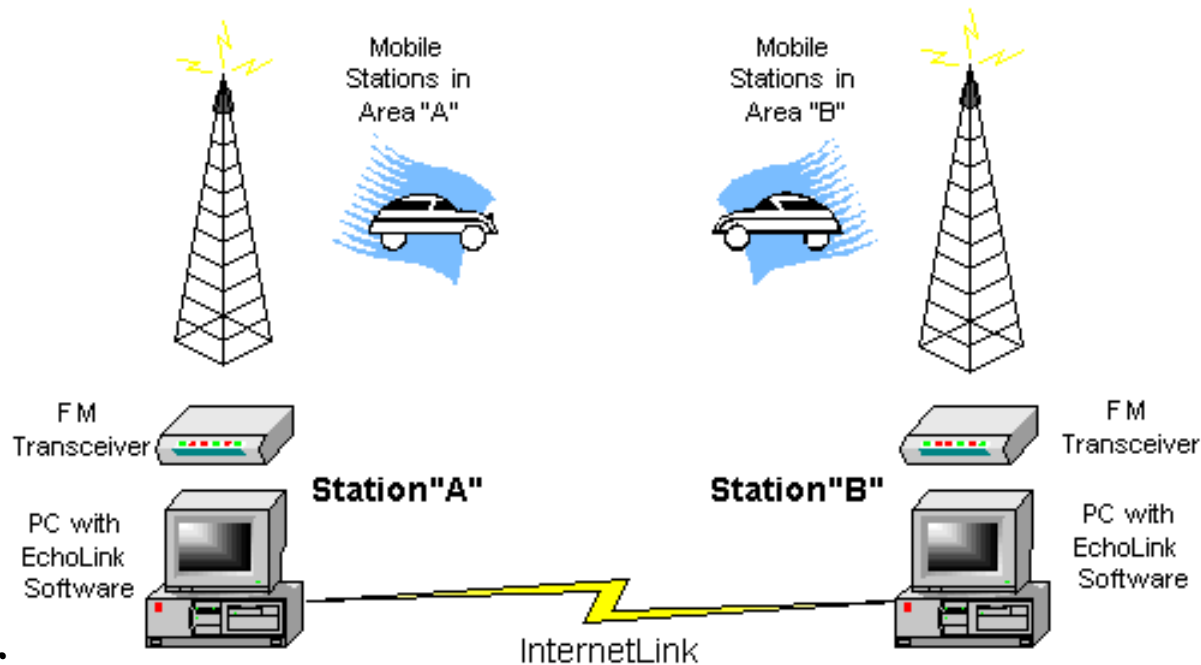 Mobile
Stations in
Area "A"
Mobile
Stations in
Area "B"
FM
Transceiver
FM
Transceiver
Station"A"
Station"B"
PC with
EchoLink
Software
PC with
EchoLink
Software
InternetLink